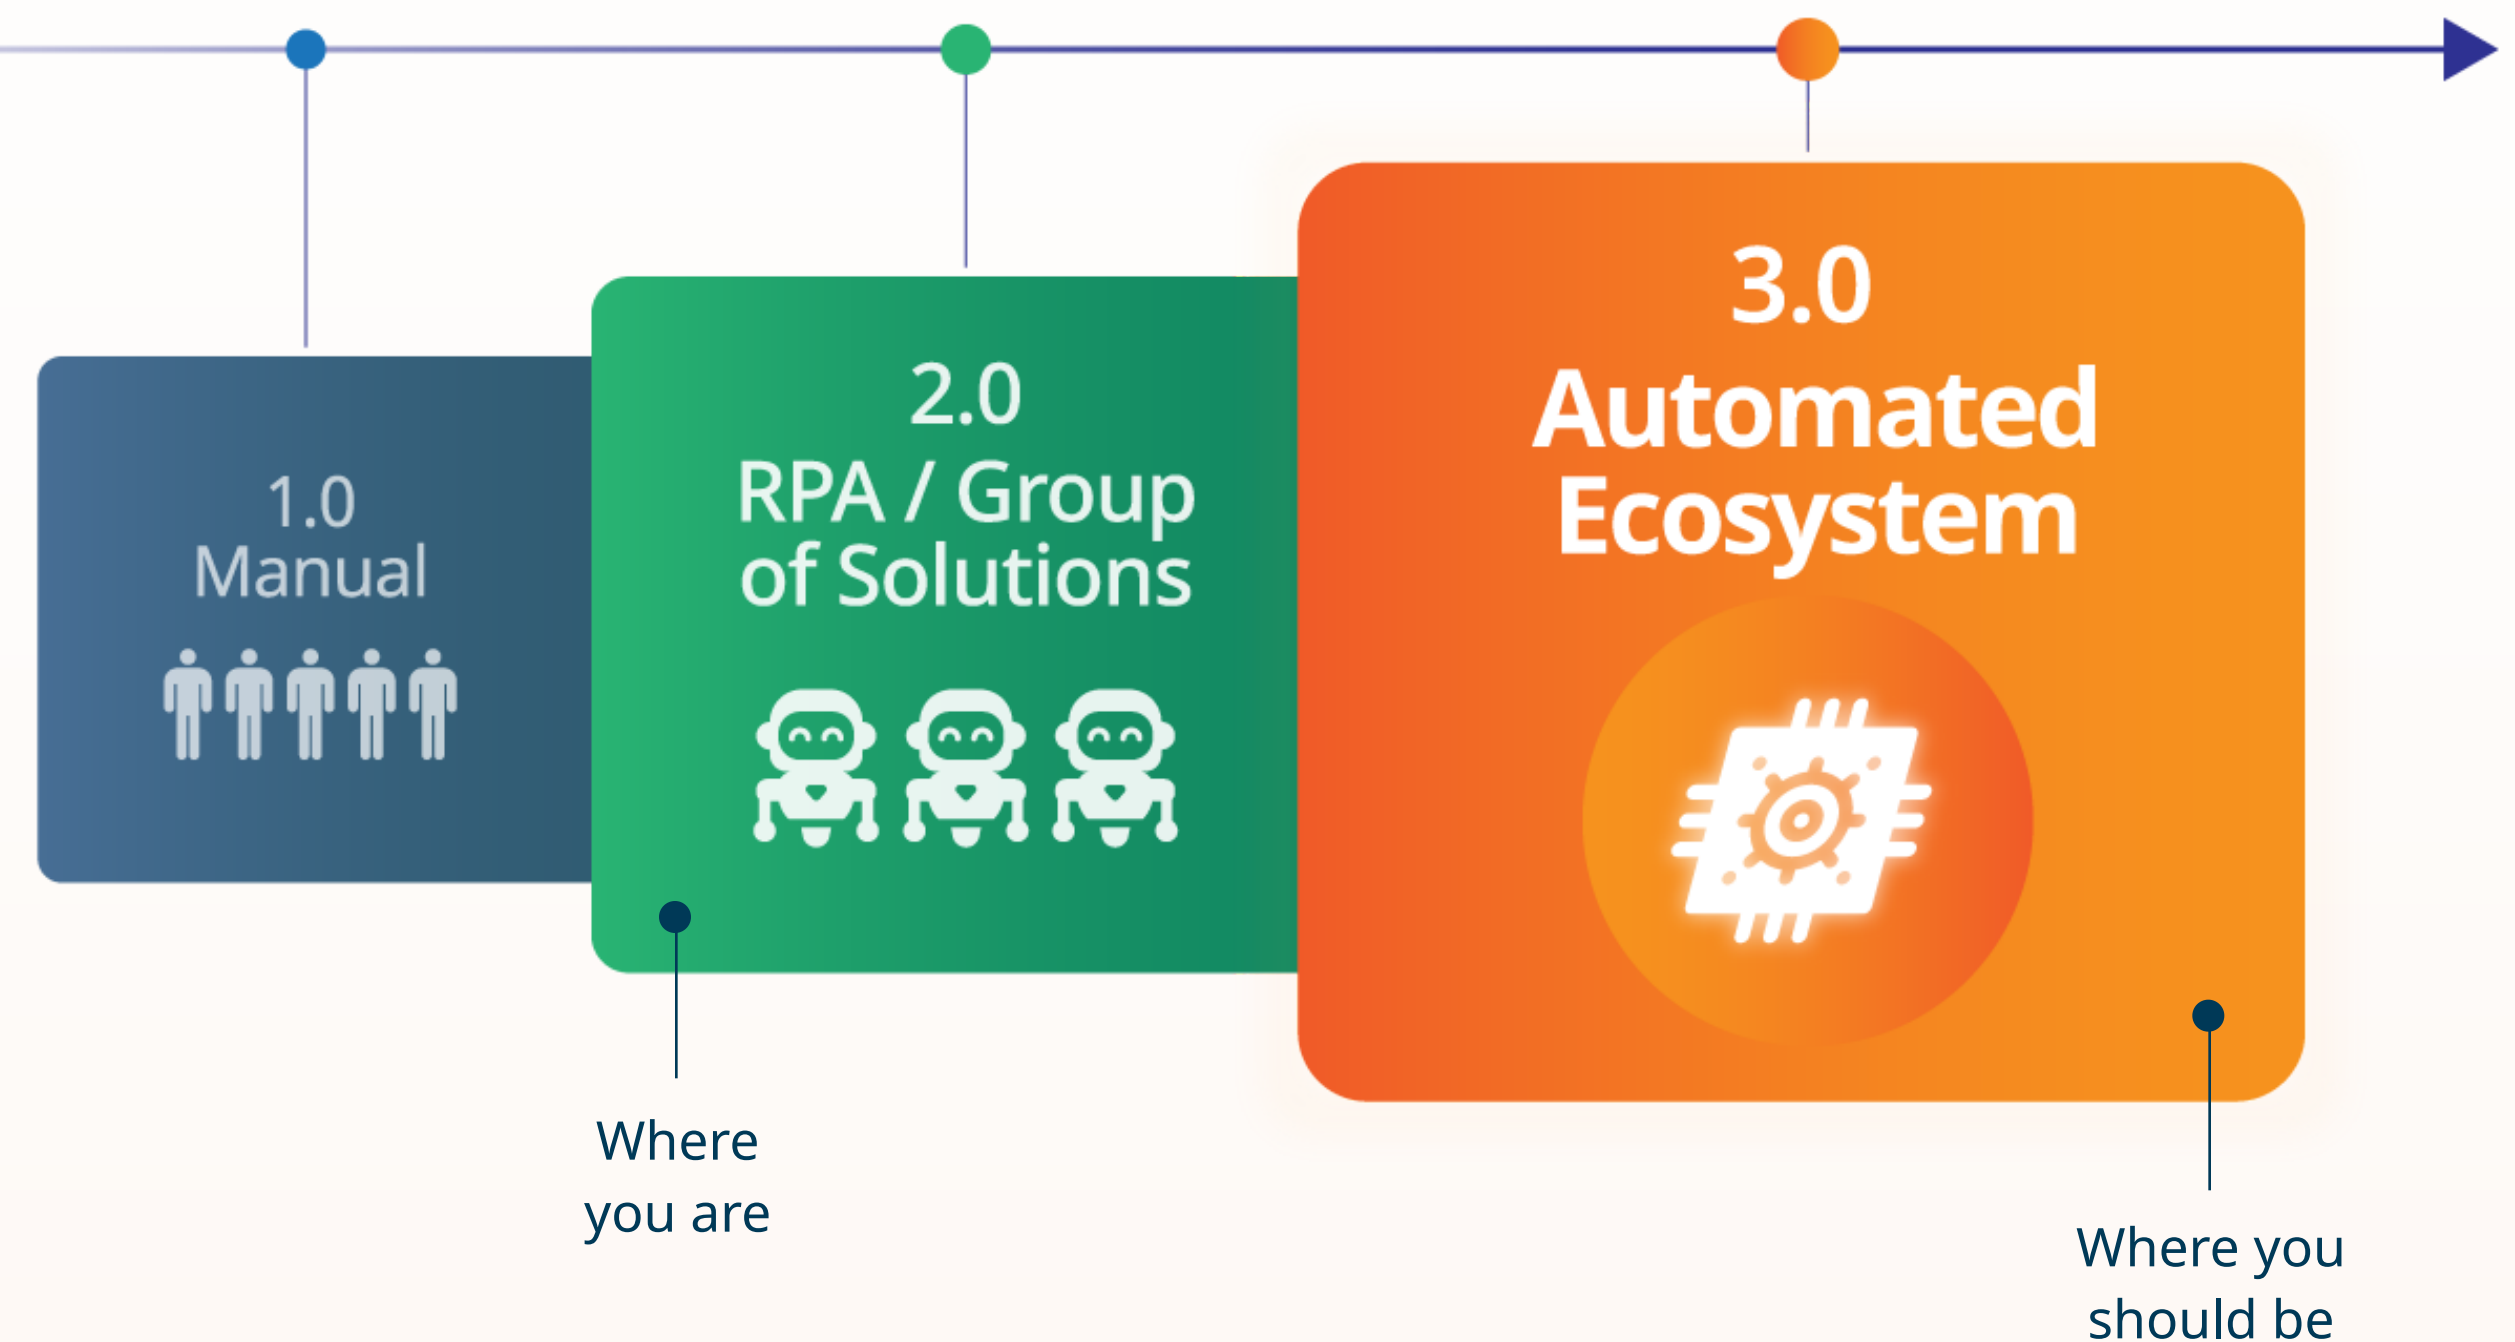 1.0
Manual
2.0
RPA / Group
of Solutions
3.0
Automated
Ecosystem
Where
you are
Where you
should be